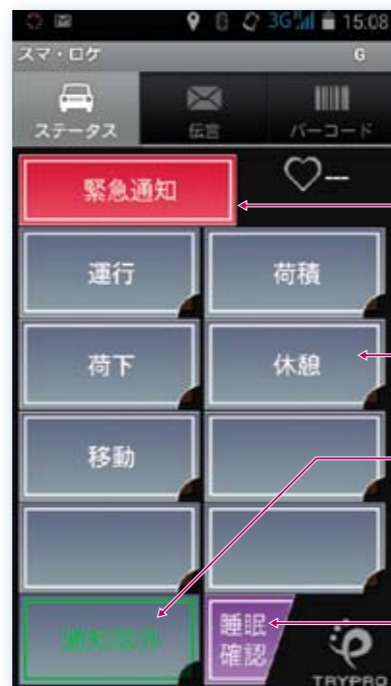 3G 15:08
スマ・ロケ G
ステータス 伝言 バーコード
緊急通知 --
運行 荷積
荷下 休憩
移動
睡眠
確認
TRYPRO